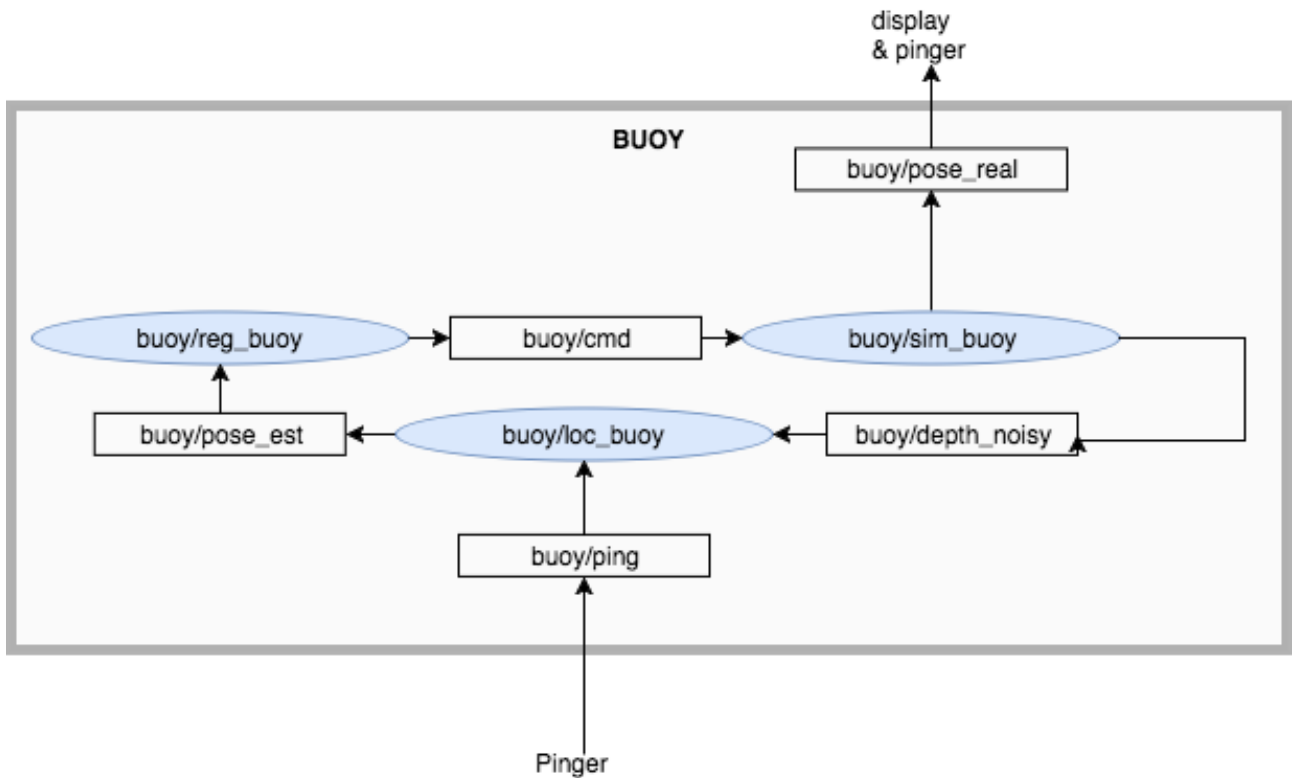 display
& pinger
BUOY
buoy/pose_real
buoy/reg_buoy
buoy/cmd
buoy/sim_buoy
buoy/pose_est
buoy/loc_buoy
buoy/depth_noisy
buoy/ping
Pinger